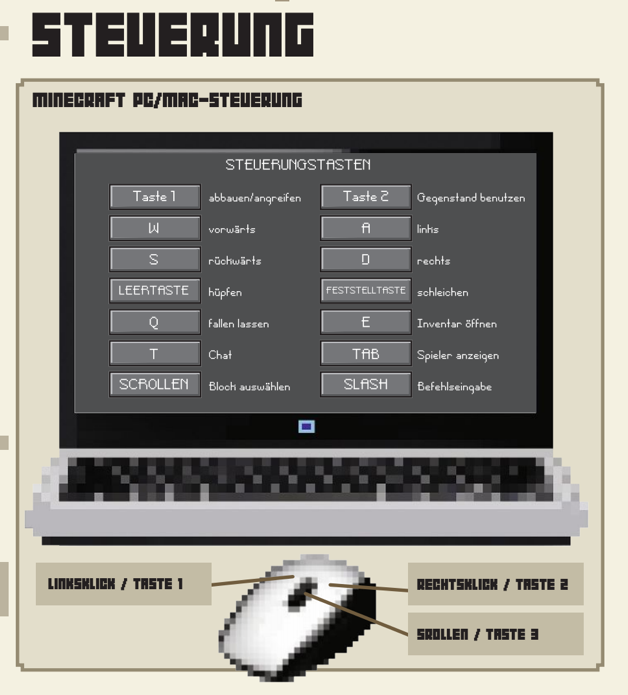 STEUERUNG
MINECRAFT PC/MAC-STEUERUNG
STEUERUNGSTASTEN
Taste 1 abbauen/angreifen Taste 2 Gegenstand benutzen
W vorwärts A links
S rückwärts D rechts
LEERTASTE hüpfen FESTSTELLTASTE schleichen
Q fallen lassen E Inventar öffnen
T Chat TAB Spieler anzeigen
SCROLLEN Block auswählen SLASH Befehlseingabe
LINKSKLICK / TASTE 1
RECHTSKLICK / TASTE 2
SROLLEN / TASTE 3